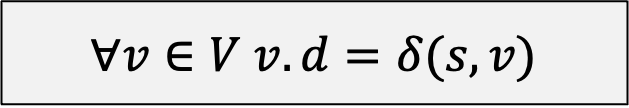 ∀𝑣 ∈ 𝑉 𝑣.𝑑 = 𝛿(𝑠, 𝑣)